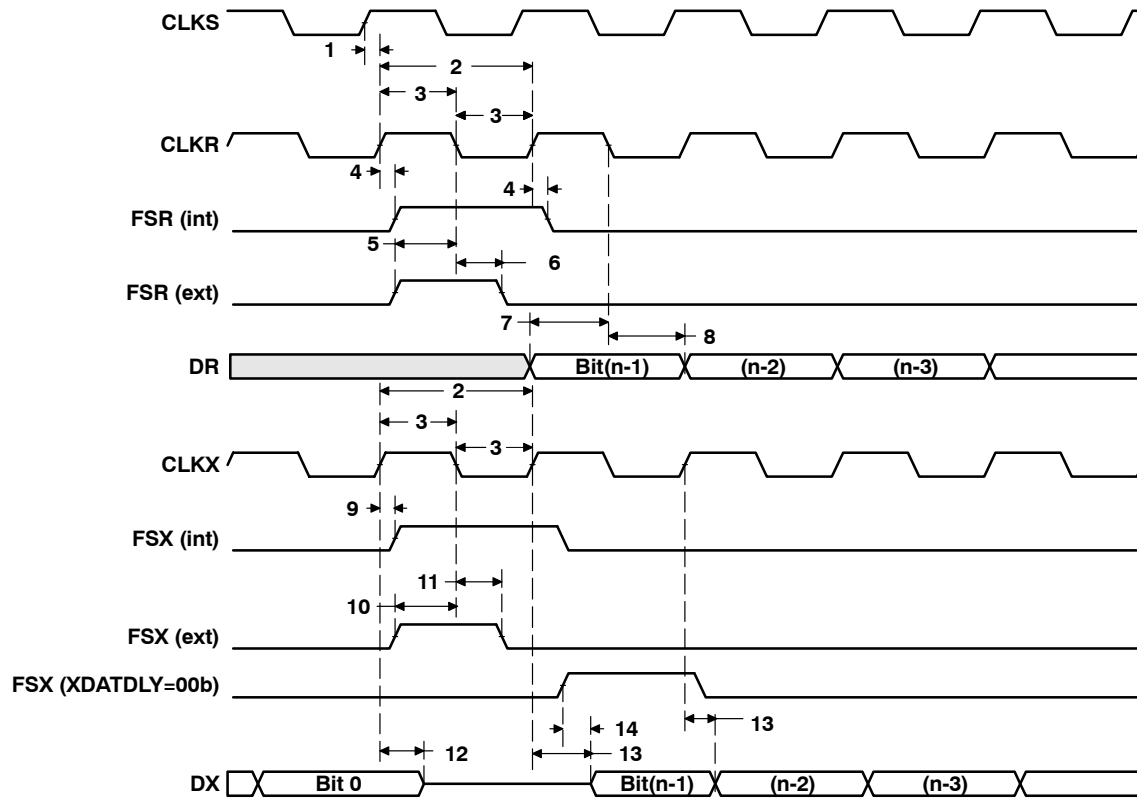 CLKS
1
2
3
3
CLKR
4
4
FSR (int)
5
6
FSR (ext)
7
8
DR Bit(n-1) (n-2) (n-3)
2
3
3
CLKX
9
FSX (int)
11
10
FSX (ext)
FSX (XDATDLY=00b)
14
13
12
13
DX Bit 0 Bit(n-1) (n-2) (n-3)